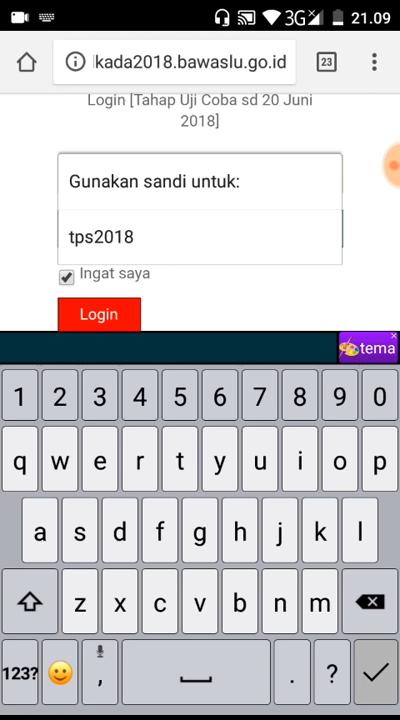 3G
21.09
lkada2018.bawaslu.go.id
23
Login [Tahap Uji Coba sd 20 Juni
2018]
Gunakan sandi untuk:
tps2018
Ingat saya
Login
tema
1 2 3 4 5 6 7 8 9 0
q w e r t y u i o p
a s d f g h j k l
z x c v b n m
123? , . ?